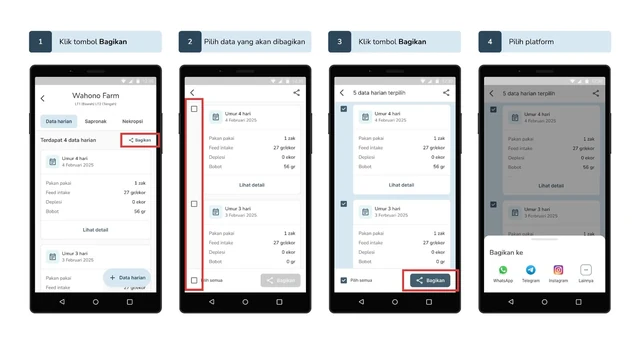 1 Klik tombol Bagikan
Wahono Farm
Data harian Sapronak Nekropsi
Terdapat 4 data harian Bagikan
Umur 4 hari
4 Februari 2025
Pakan pakai 1 zak
Feed intake 27 gr/ekor
Deplesi 0 ekor
Bobot 56 gr
Lihat detail
Umur 3 hari
3 Februari 2025
Pakan pakai
Feed intake
+ Data harian
2 Pilih data yang akan dibagikan
Umur 4 hari
4 Februari 2025
Pakan pakai 1 zak
Feed intake 27 gr/ekor
Deplesi 0 ekor
Bobot 56 gr
Lihat detail
Umur 3 hari
3 Februari 2025
Pakan pakai 1 zak
Feed intake 27 gr/ekor
Deplesi 0 ekor
Bobot 0 gr
Pilih semua Bagikan
3 Klik tombol Bagikan
5 data harian terpilih
Umur 4 hari
4 Februari 2025
Pakan pakai 1 zak
Feed intake 27 gr/ekor
Deplesi 0 ekor
Bobot 56 gr
Lihat detail
Umur 3 hari
3 Februari 2025
Pakan pakai 1 zak
Feed intake 27 gr/ekor
Deplesi 0 ekor
Bobot 0 gr
Pilih semua Bagikan
4 Pilih platform
5 data harian terpilih
Umur 4 hari
4 Februari 2025
Pakan pakai 1 zak
Feed intake 27 gr/ekor
Deplesi 0 ekor
Bobot 56 gr
Lihat detail
Umur 3 hari
3 Februari 2025
Bagikan ke
WhatsApp Telegram Instagram Lainnya